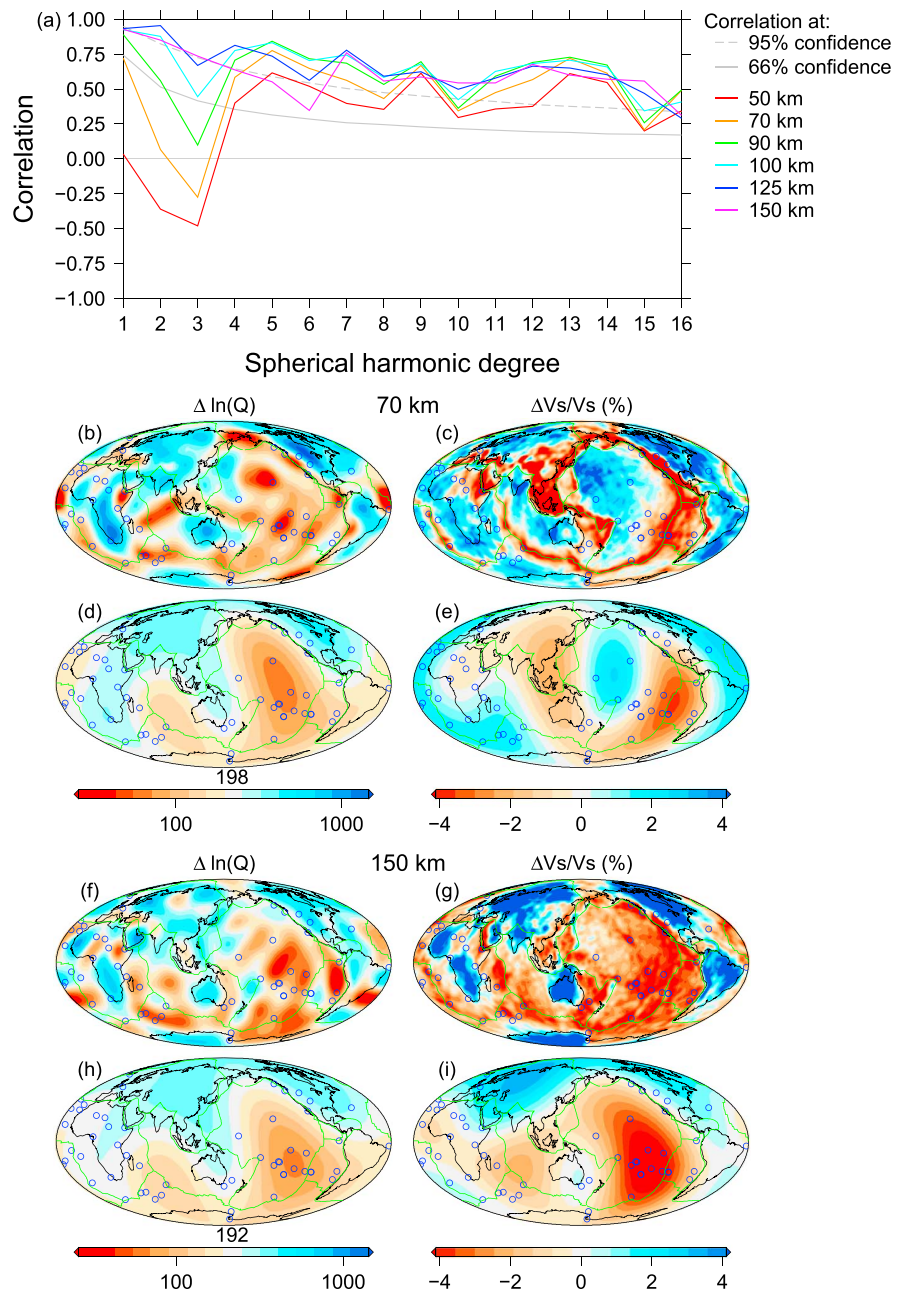 (a)
1.00
0.75
0.50
0.25
0.00
−0.25
−0.50
−0.75
−1.00
Correlation
1 2 3 4 5 6 7 8 9 10 11 12 13 14 15 16
Spherical harmonic degree
Correlation at:
95% confidence
66% confidence
50 km
70 km
90 km
100 km
125 km
150 km
Δ ln(Q) 70 km ΔVs/Vs (%)
(b) (c)
(d) (e)
198
100 1000 −4 −2 0 2 4
Δ ln(Q) 150 km ΔVs/Vs (%)
(f) (g)
(h) (i)
192
100 1000 −4 −2 0 2 4